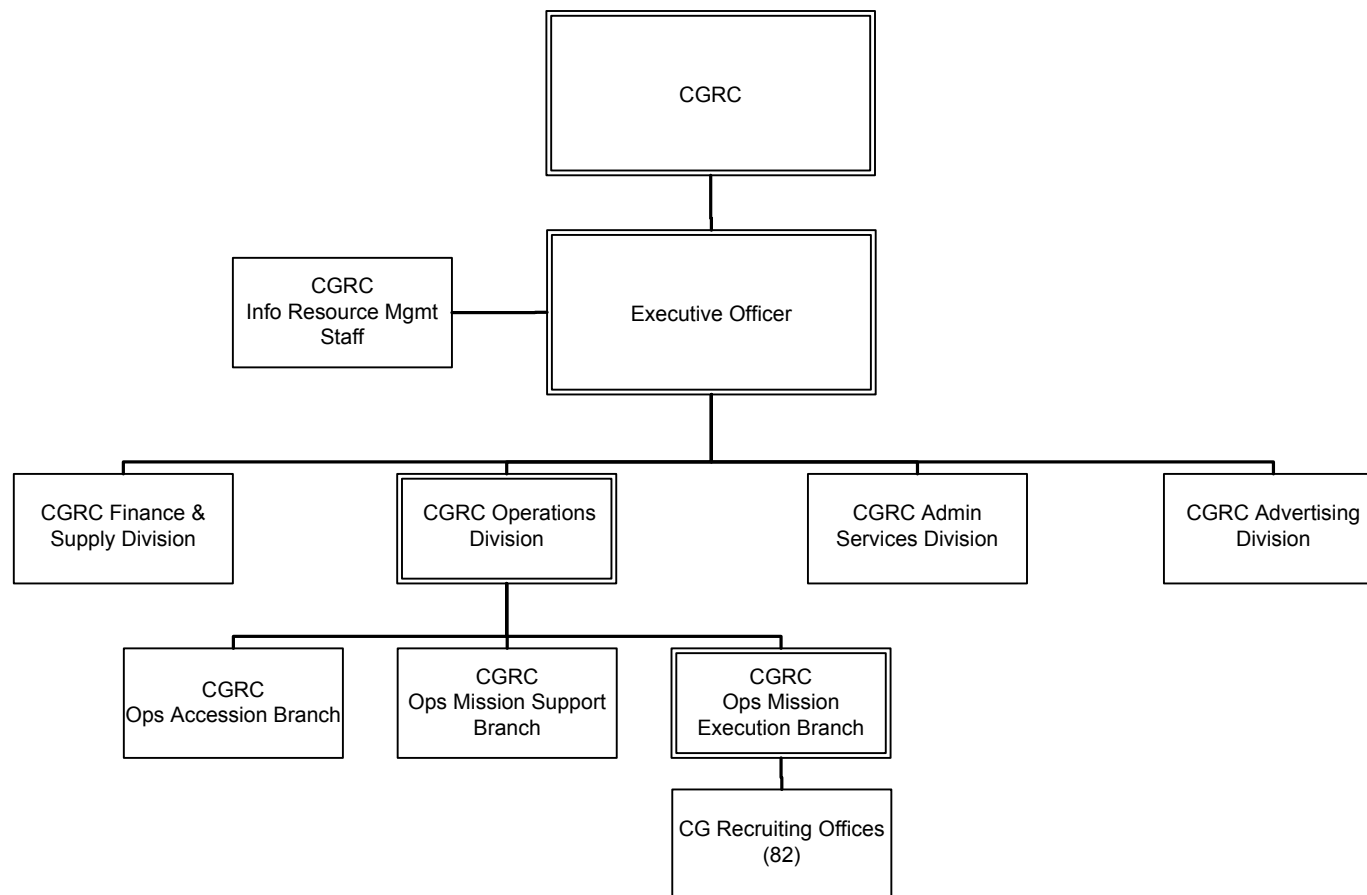 CGRC
CGRC
Info Resource Mgmt
Staff
Executive Officer
CGRC Finance &
Supply Division
CGRC Operations
Division
CGRC Admin
Services Division
CGRC Advertising
Division
CGRC
Ops Accession Branch
CGRC
Ops Mission Support
Branch
CGRC
Ops Mission
Execution Branch
CG Recruiting Offices
(82)